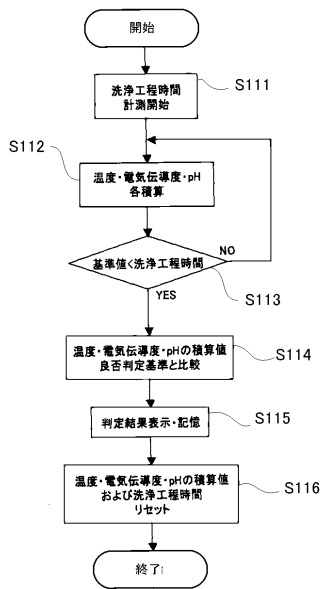 開始
洗浄工程時間
計測開始
S111
S112
温度・電気伝導度・pH
各積算
NO
基準値<洗浄工程時間
S113
YES
温度・電気伝導度・pHの積算値
良否判定基準と比較
S114
判定結果表示・記憶
S115
温度・電気伝導度・pHの積算値
および洗浄工程時間
リセット
S116
終了